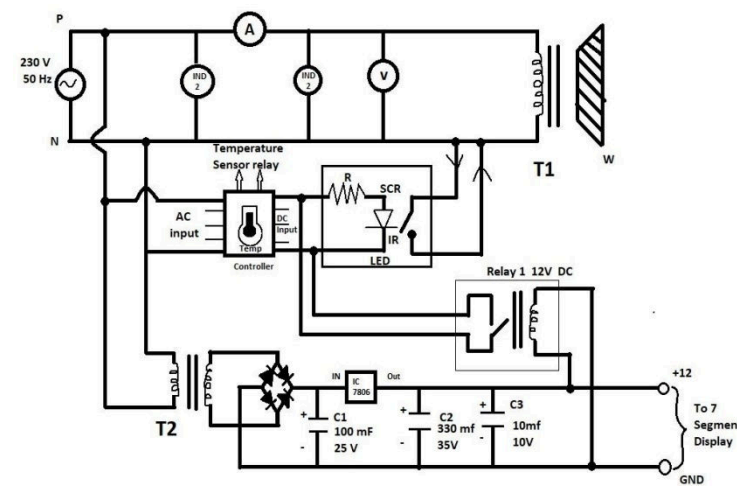 P
A
230 V
50 Hz
IND
2
IND
2
V
N
T1
W
Temperature
Sensor relay
R
SCR
AC
input
DC
Input
Temp
IR
LED
Controller
Relay 1 12V DC
T2
IN
IC
7806
Out
+12
+
C1
100 mF
25 V
-
+
C2
330 mf
35V
-
+
C3
10mf
10V
-
To 7
Segmen
Display
GND